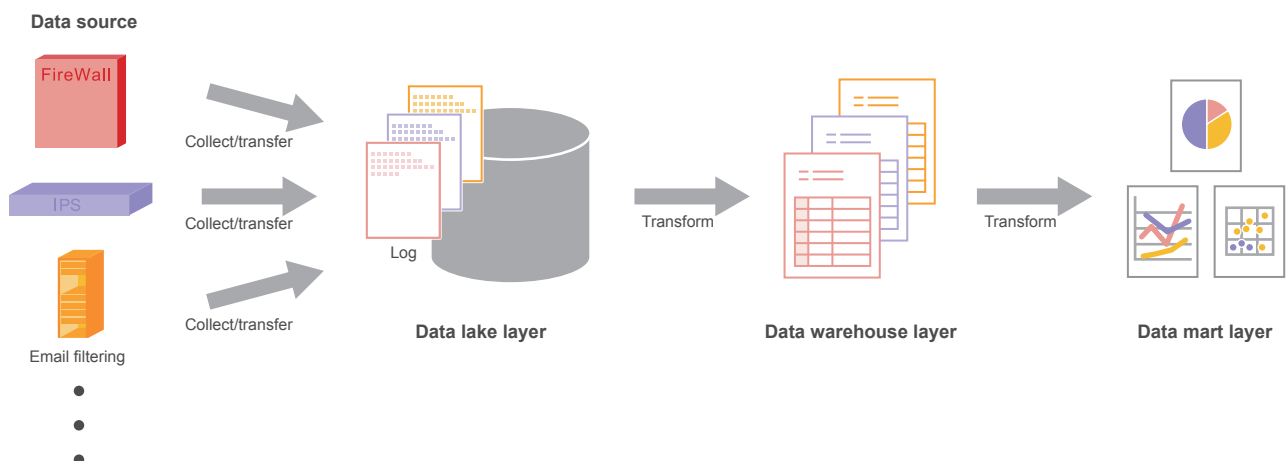 Data source
FireWall
Collect/transfer
IPS
Collect/transfer
Email filtering
Collect/transfer
Log
Data lake layer
Transform
Data warehouse layer
Transform
Data mart layer